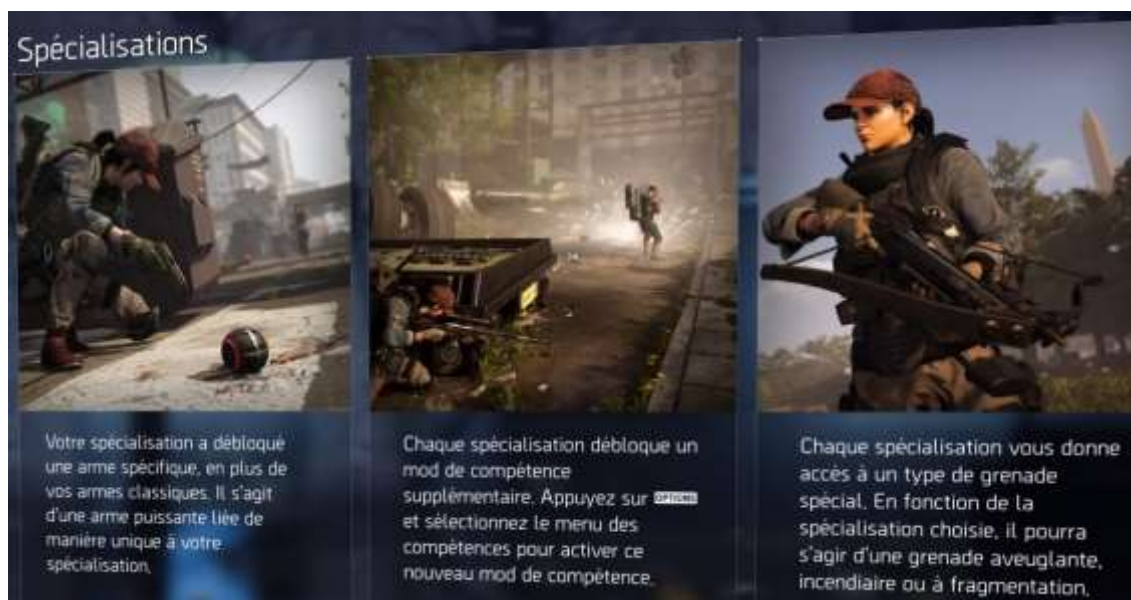 Spécialisations
Votre spécialisation a débloqué
une arme spécifique, en plus de
vos armes classiques. Il s'agit
d'une arme puissante liée de
manière unique à votre
spécialisation.
Chaque spécialisation débloque un
mod de compétence
supplémentaire. Appuyez sur OPTIONS
et sélectionnez le menu des
compétences pour activer ce
nouveau mod de compétence.
Chaque spécialisation vous donne
accès à un type de grenade
spécial. En fonction de la
spécialisation choisie, il pourra
s'agir d'une grenade aveuglante,
incendiaire ou à fragmentation.